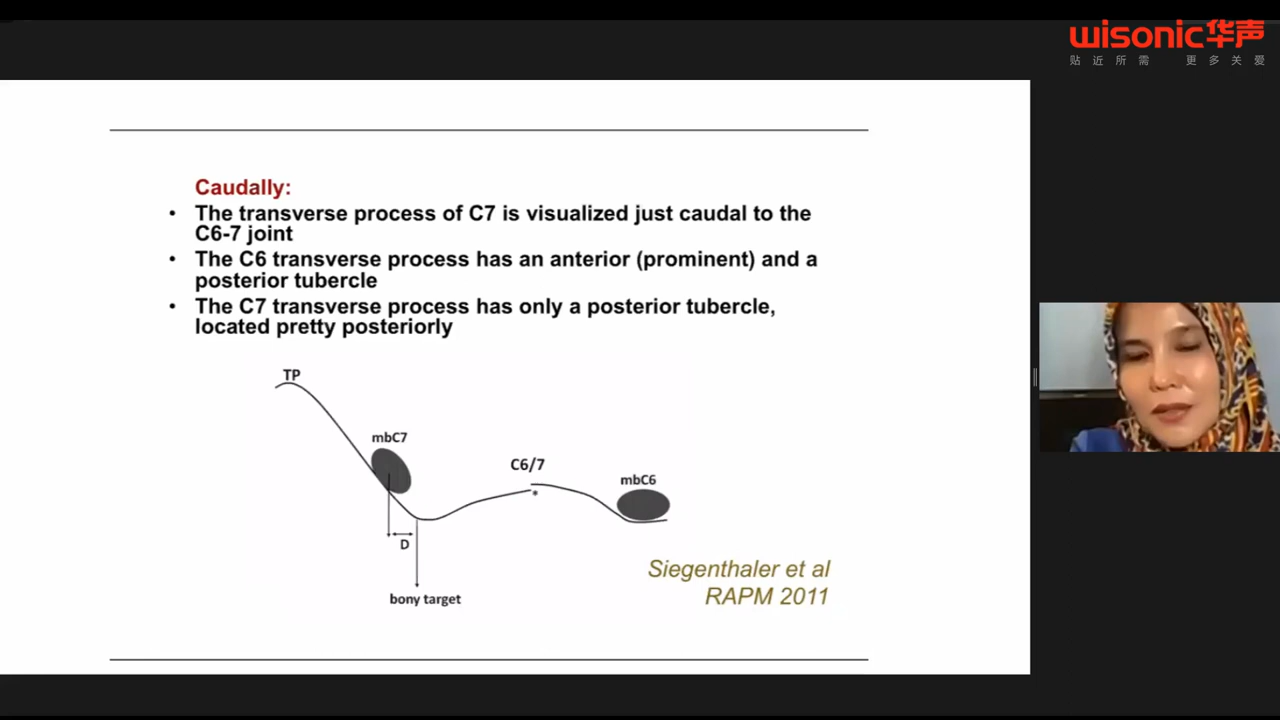 wisonic华声
贴近所需 更多关爱
Caudally:
• The transverse process of C7 is visualized just caudal to the
C6-7 joint
• The C6 transverse process has an anterior (prominent) and a
posterior tubercle
• The C7 transverse process has only a posterior tubercle,
located pretty posteriorly
TP
mbC7
C6/7
mbC6
*
D
bony target
Siegenthaler et al
RAPM 2011